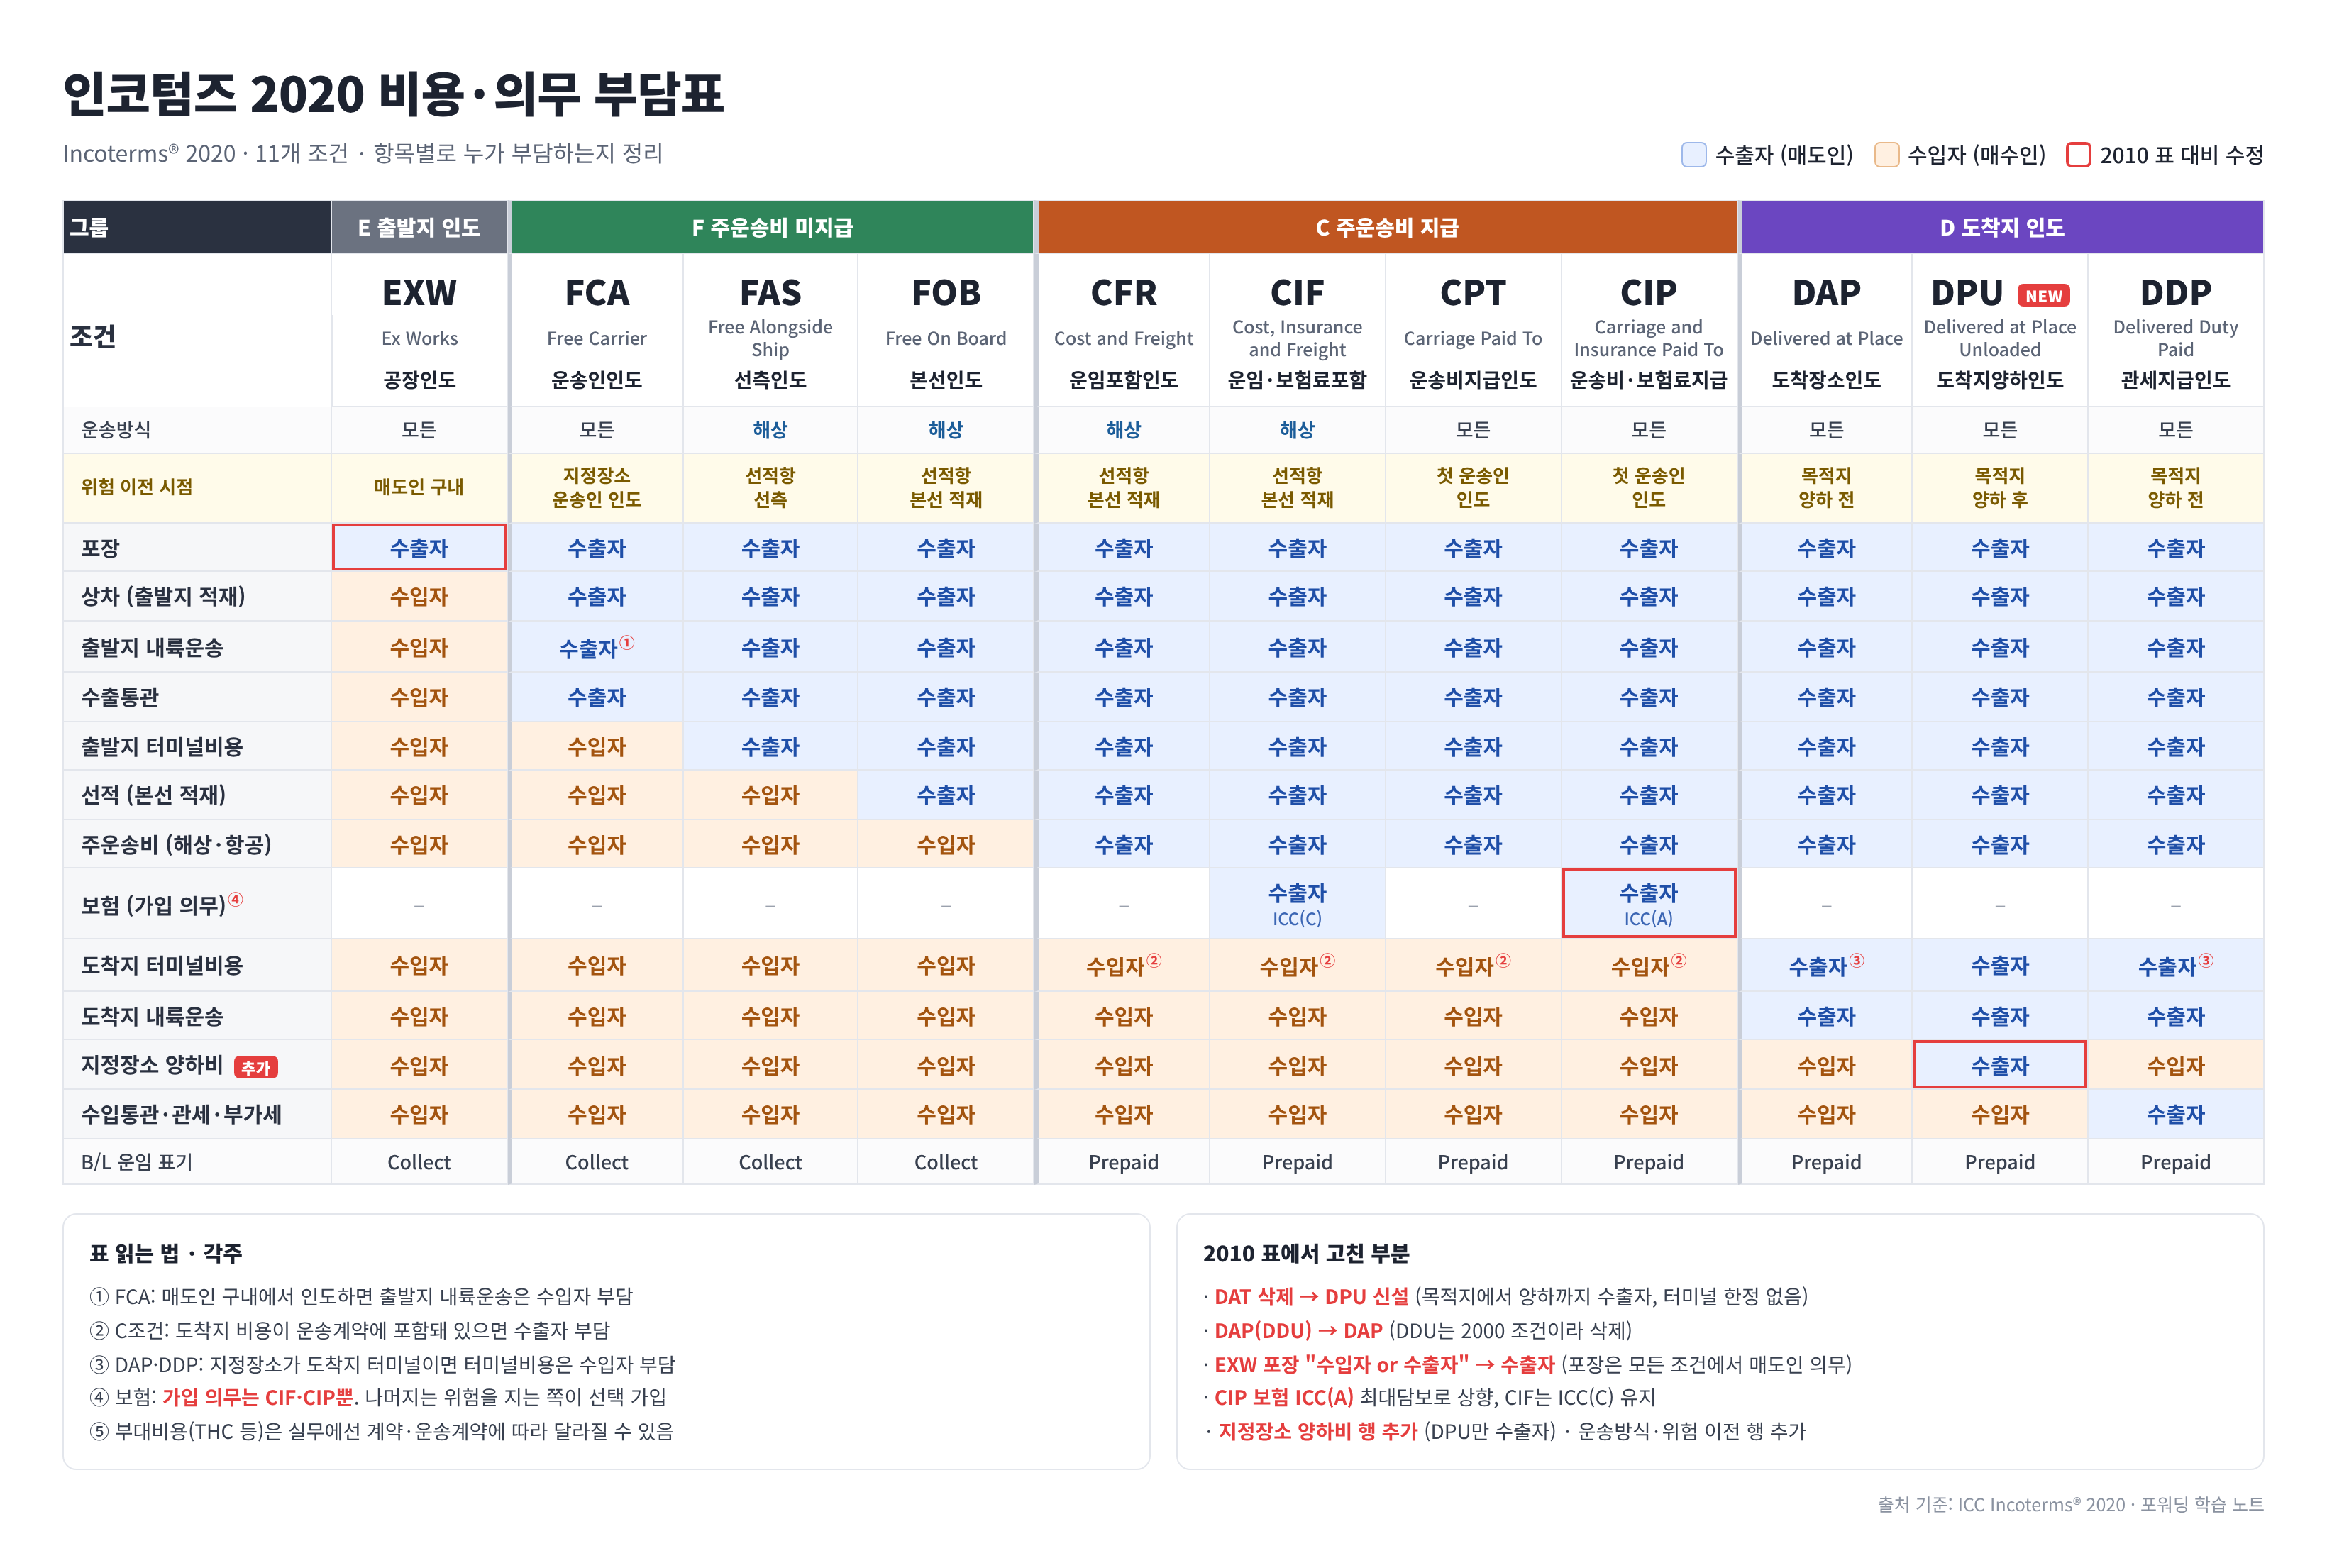 인코텀즈 2020 비용·의무 부담표
Incoterms® 2020 · 11개 조건 · 항목별로 누가 부담하는지 정리
수출자 (매도인) 수입자 (매수인) 2010 표 대비 수정
그룹 E 출발지 인도 F 주운송비 미지급 C 주운송비 지급 D 도착지 인도
조건
EXW
Ex Works
공장인도
FCA
Free Carrier
운송인인도
FAS
Free Alongside
Ship
선측인도
FOB
Free On Board
본선인도
CFR
Cost and Freight
운임포함인도
CIF
Cost, Insurance
and Freight
운임·보험료포함
CPT
Carriage Paid To
운송비지급인도
CIP
Carriage and
Insurance Paid To
운송비·보험료지급
DAP
Delivered at Place
도착장소인도
DPU NEW
Delivered at Place
Unloaded
도착지양하인도
DDP
Delivered Duty
Paid
관세지급인도
운송방식 모든 모든 해상 해상 해상 해상 모든 모든 모든 모든 모든
위험 이전 시점
매도인 구내
지정장소
운송인 인도
선적항
선측
선적항
본선 적재
선적항
본선 적재
선적항
본선 적재
첫 운송인
인도
첫 운송인
인도
목적지
양하 전
목적지
양하 후
목적지
양하 전
포장 수출자 수출자 수출자 수출자 수출자 수출자 수출자 수출자 수출자 수출자 수출자
상차 (출발지 적재) 수입자 수출자 수출자 수출자 수출자 수출자 수출자 수출자 수출자 수출자 수출자
출발지 내륙운송 수입자 수출자① 수출자 수출자 수출자 수출자 수출자 수출자 수출자 수출자 수출자
수출통관 수입자 수출자 수출자 수출자 수출자 수출자 수출자 수출자 수출자 수출자 수출자
출발지 터미널비용 수입자 수입자 수출자 수출자 수출자 수출자 수출자 수출자 수출자 수출자 수출자
선적 (본선 적재) 수입자 수입자 수입자 수출자 수출자 수출자 수출자 수출자 수출자 수출자 수출자
주운송비 (해상·항공) 수입자 수입자 수입자 수입자 수출자 수출자 수출자 수출자 수출자 수출자 수출자
보험 (가입 의무)④ – – – – – 수출자 – 수출자 – – –
ICC(C) ICC(A)
도착지 터미널비용 수입자 수입자 수입자 수입자 수입자② 수입자② 수입자② 수입자② 수출자③ 수출자 수출자③
도착지 내륙운송 수입자 수입자 수입자 수입자 수입자 수입자 수입자 수입자 수출자 수출자 수출자
지정장소 양하비 추가 수입자 수입자 수입자 수입자 수입자 수입자 수입자 수입자 수입자 수출자 수입자
수입통관·관세·부가세 수입자 수입자 수입자 수입자 수입자 수입자 수입자 수입자 수입자 수입자 수출자
B/L 운임 표기 Collect Collect Collect Collect Prepaid Prepaid Prepaid Prepaid Prepaid Prepaid Prepaid
표 읽는 법 · 각주
① FCA: 매도인 구내에서 인도하면 출발지 내륙운송은 수입자 부담
② C조건: 도착지 비용이 운송계약에 포함돼 있으면 수출자 부담
③ DAP·DDP: 지정장소가 도착지 터미널이면 터미널비용은 수입자 부담
④ 보험: 가입 의무는 CIF·CIP뿐. 나머지는 위험을 지는 쪽이 선택 가입
⑤ 부대비용(THC 등)은 실무에선 계약·운송계약에 따라 달라질 수 있음
2010 표에서 고친 부분
· DAT 삭제 → DPU 신설 (목적지에서 양하까지 수출자, 터미널 한정 없음)
· DAP(DDU) → DAP (DDU는 2000 조건이라 삭제)
· EXW 포장 "수입자 or 수출자" → 수출자 (포장은 모든 조건에서 매도인 의무)
· CIP 보험 ICC(A) 최대담보로 상향, CIF는 ICC(C) 유지
· 지정장소 양하비 행 추가 (DPU만 수출자) · 운송방식·위험 이전 행 추가
출처 기준: ICC Incoterms® 2020 · 포워딩 학습 노트